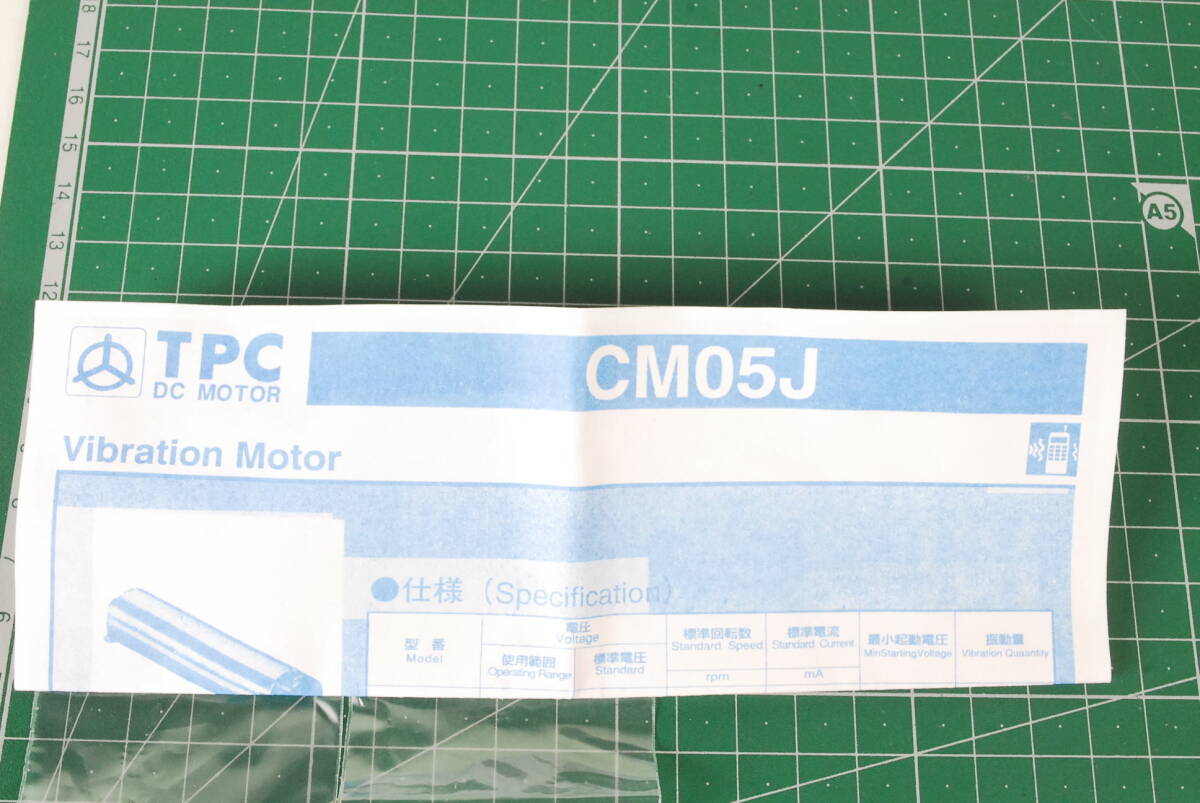 8
17
16
15
14
13
12
A5
TPC
DC MOTOR
CM05J
Vibration Motor
●仕様 (Specification)
型番
Model
電圧
Voltage
使用範囲
Operating Range
標準電圧
Standard
標準回転数
Standard Speed
rpm
標準電流
Standard Current
mA
最小起動電圧
MinStartingVoltage
振動量
Vibration Quauntity
6